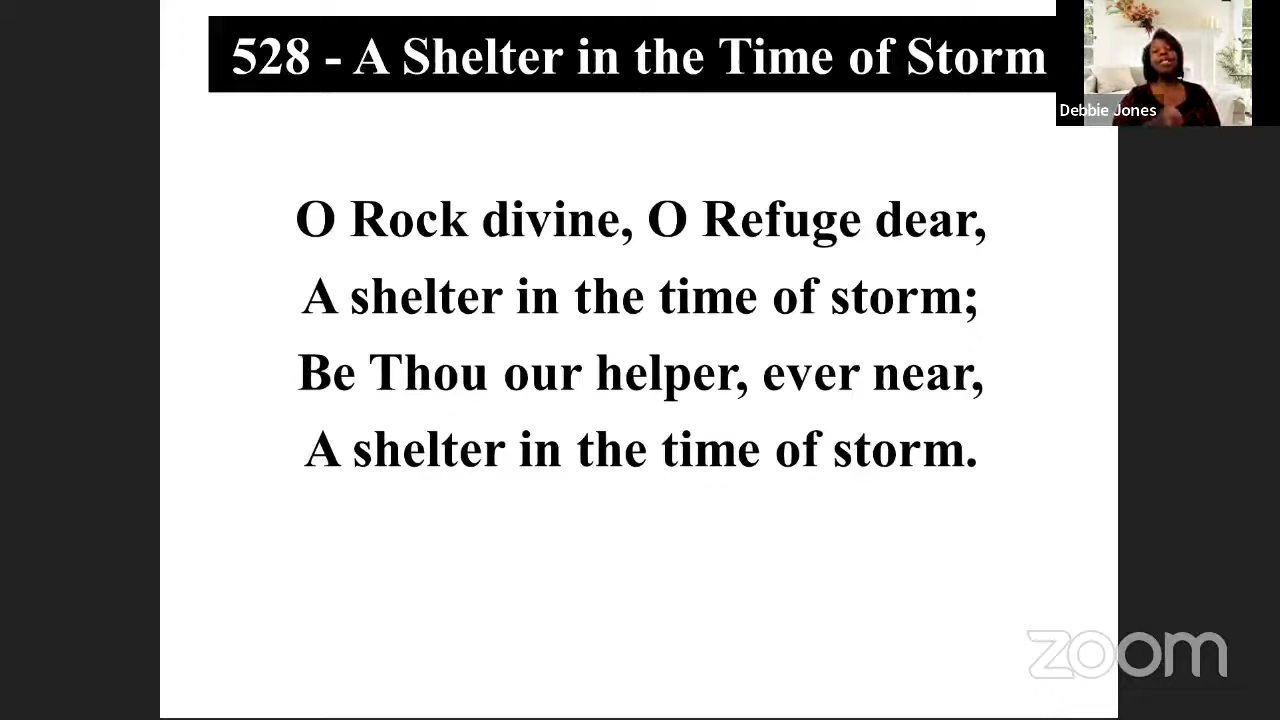 528 - A Shelter in the Time of Storm
Debbie Jones
O Rock divine, O Refuge dear,
A shelter in the time of storm;
Be Thou our helper, ever near,
A shelter in the time of storm.
zoom